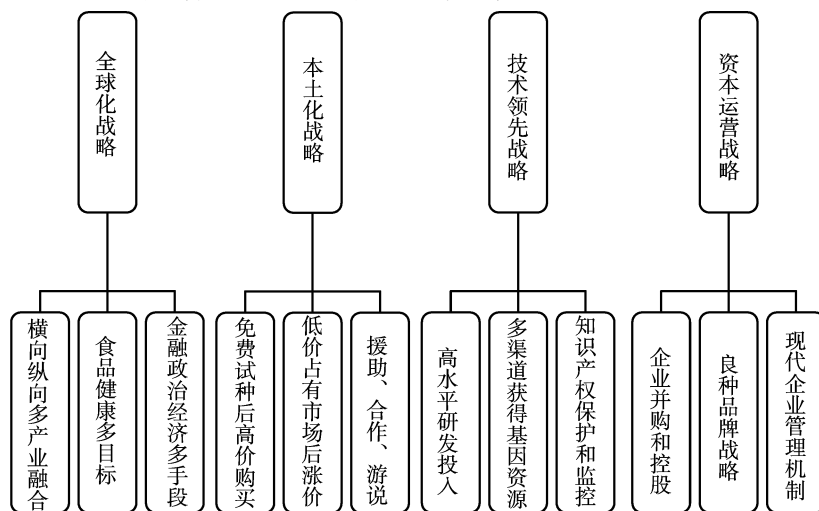 全球化战略
本土化战略
技术领先战略
资本运营战略
横向纵向多产业融合
食品健康多目标
金融政治经济多手段
免费试种后高价购买
低价占有市场后涨价
援助、合作、游说
高水平研发投入
多渠道获得基因资源
知识产权保护和监控
企业并购和控股
良种品牌战略
现代企业管理机制